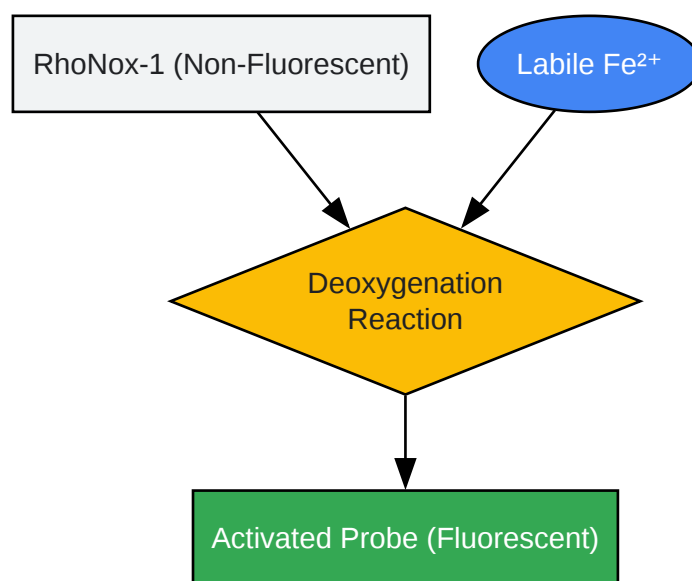 RhoNox-1 (Non-Fluorescent)
Labile Fe²⁺
Deoxygenation
Reaction
Activated Probe (Fluorescent)